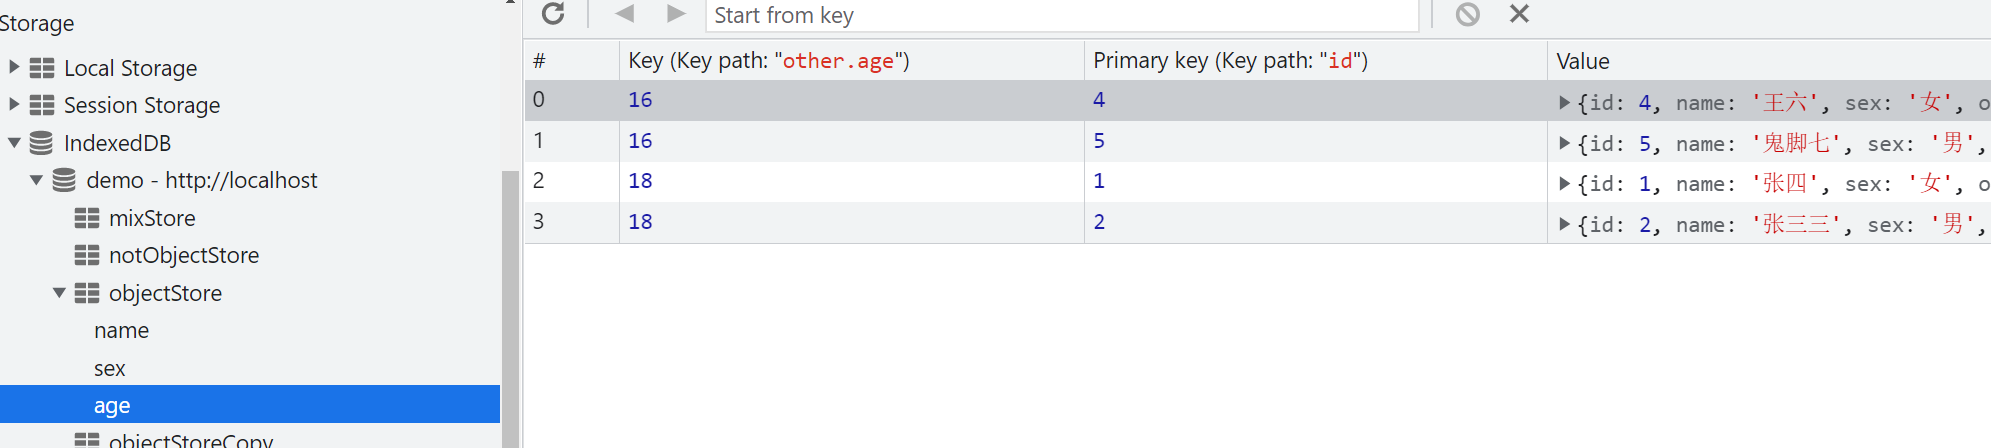 Storage
Local Storage
Session Storage
IndexedDB
demo - http://localhost
mixStore
notObjectStore
objectStore
name
sex
age
objectStoreCopy
Start from key
# Key (Key path: "other.age") Primary key (Key path: "id") Value
0 16 4 {id: 4, name: '王六', sex: '女', o
1 16 5 {id: 5, name: '鬼脚七', sex: '男',
2 18 1 {id: 1, name: '张四', sex: '女', o
3 18 2 {id: 2, name: '张三三', sex: '男',